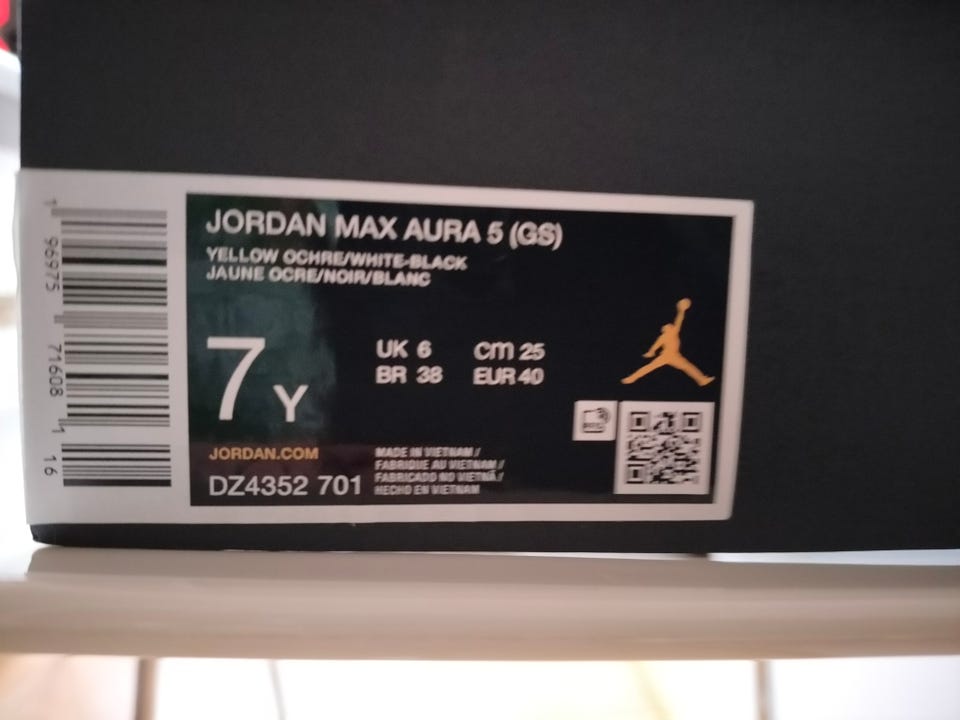 JORDAN MAX AURA 5 (GS)
YELLOW OCHRE/WHITE-BLACK
JAUNE OCRE/NOIR/BLANC
7 Y
UK 6 CM 25
BR 38 EUR 40
JORDAN.COM
DZ4352 701
MADE IN VIETNAM /
FABRIQUE AU VIETNAM /
FABRICADO NO VIETNÃ /
HECHO EN VIETNAM
1 96975 71608 1 16